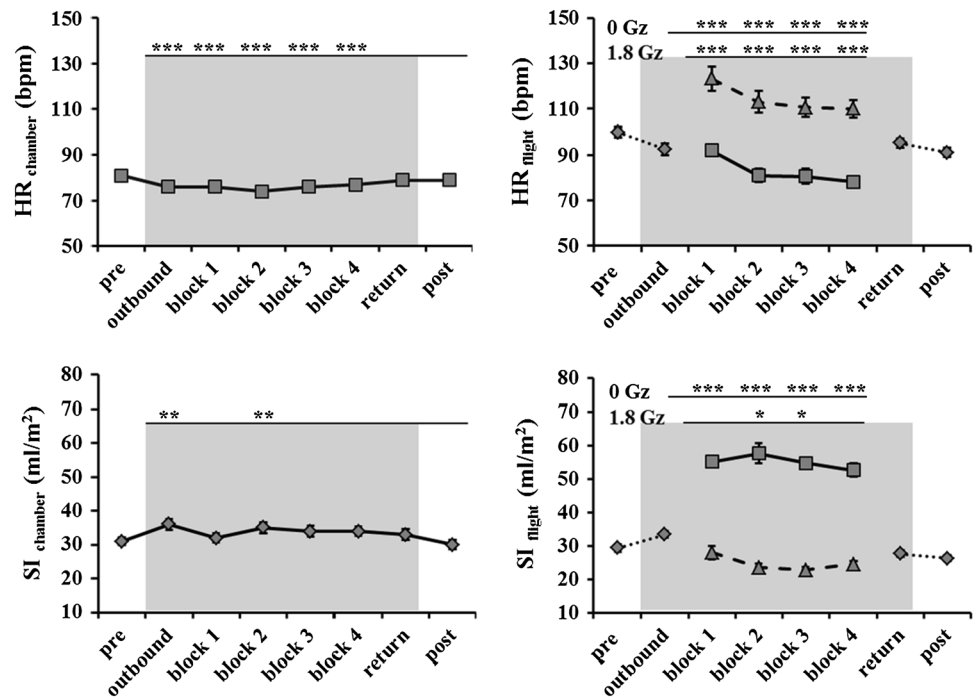 HR chamber (bpm)
150
130
110
90
70
50
*** *** *** *** ***
pre
outbound
block 1
block 2
block 3
block 4
return
post
HR flight (bpm)
150
130
110
90
70
50
0 Gz *** *** *** ***
1.8 Gz *** *** *** ***
pre
outbound
block 1
block 2
block 3
block 4
return
post
SI chamber (ml/m²)
80
70
60
50
40
30
20
10
** **
pre
outbound
block 1
block 2
block 3
block 4
return
post
SI flight (ml/m²)
80
70
60
50
40
30
20
10
0 Gz *** *** *** ***
1.8 Gz * *
pre
outbound
block 1
block 2
block 3
block 4
return
post